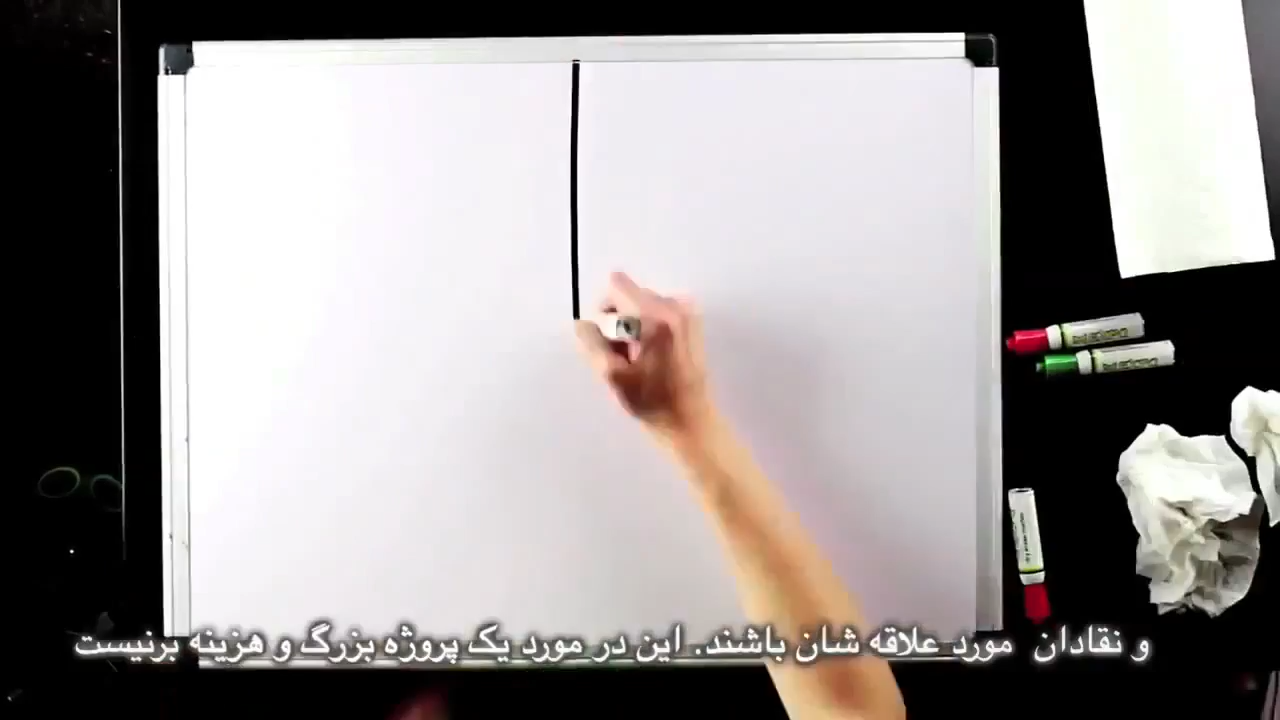 و نقادان مورد علاقه شان باشند. این در مورد یک پروژه بزرگ و هزینه برنیست